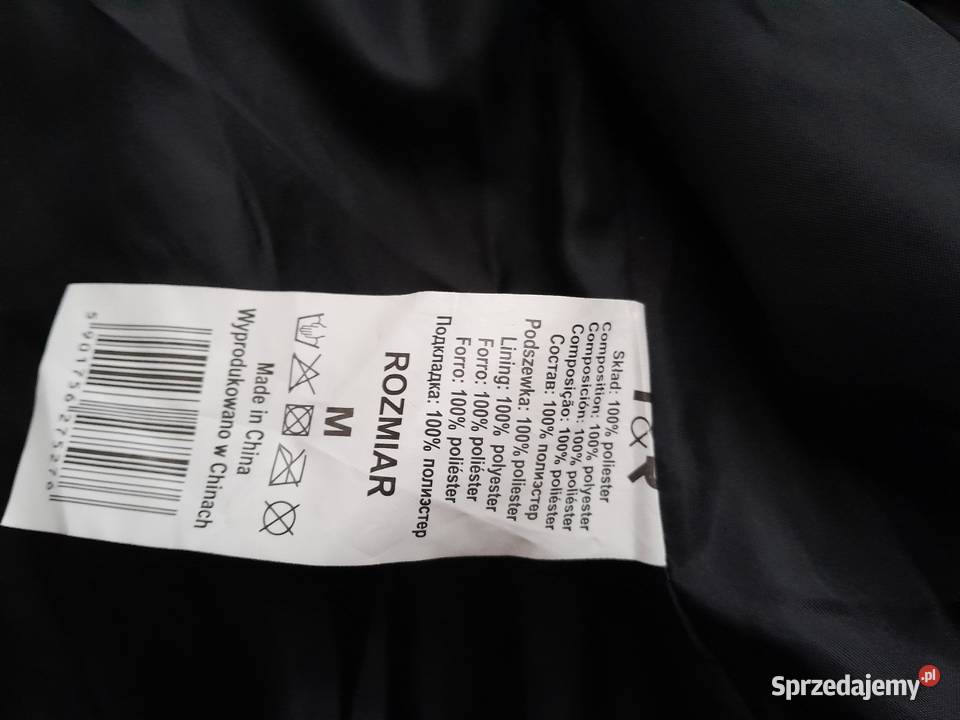 Skład: 100% poliester
Composition: 100% polyester
Composición: 100% poliéster
Composição: 100% poliéster
Состав: 100% полиэстер
Podszewka: 100% poliester
Lining: 100% polyester
Forro: 100% poliéster
Forro: 100% poliéster
Подкладка: 100% полиэстер
ROZMIAR
M
Made in China
Wyprodukowano w Chinach
5901756275276
Sprzedajemy.pl